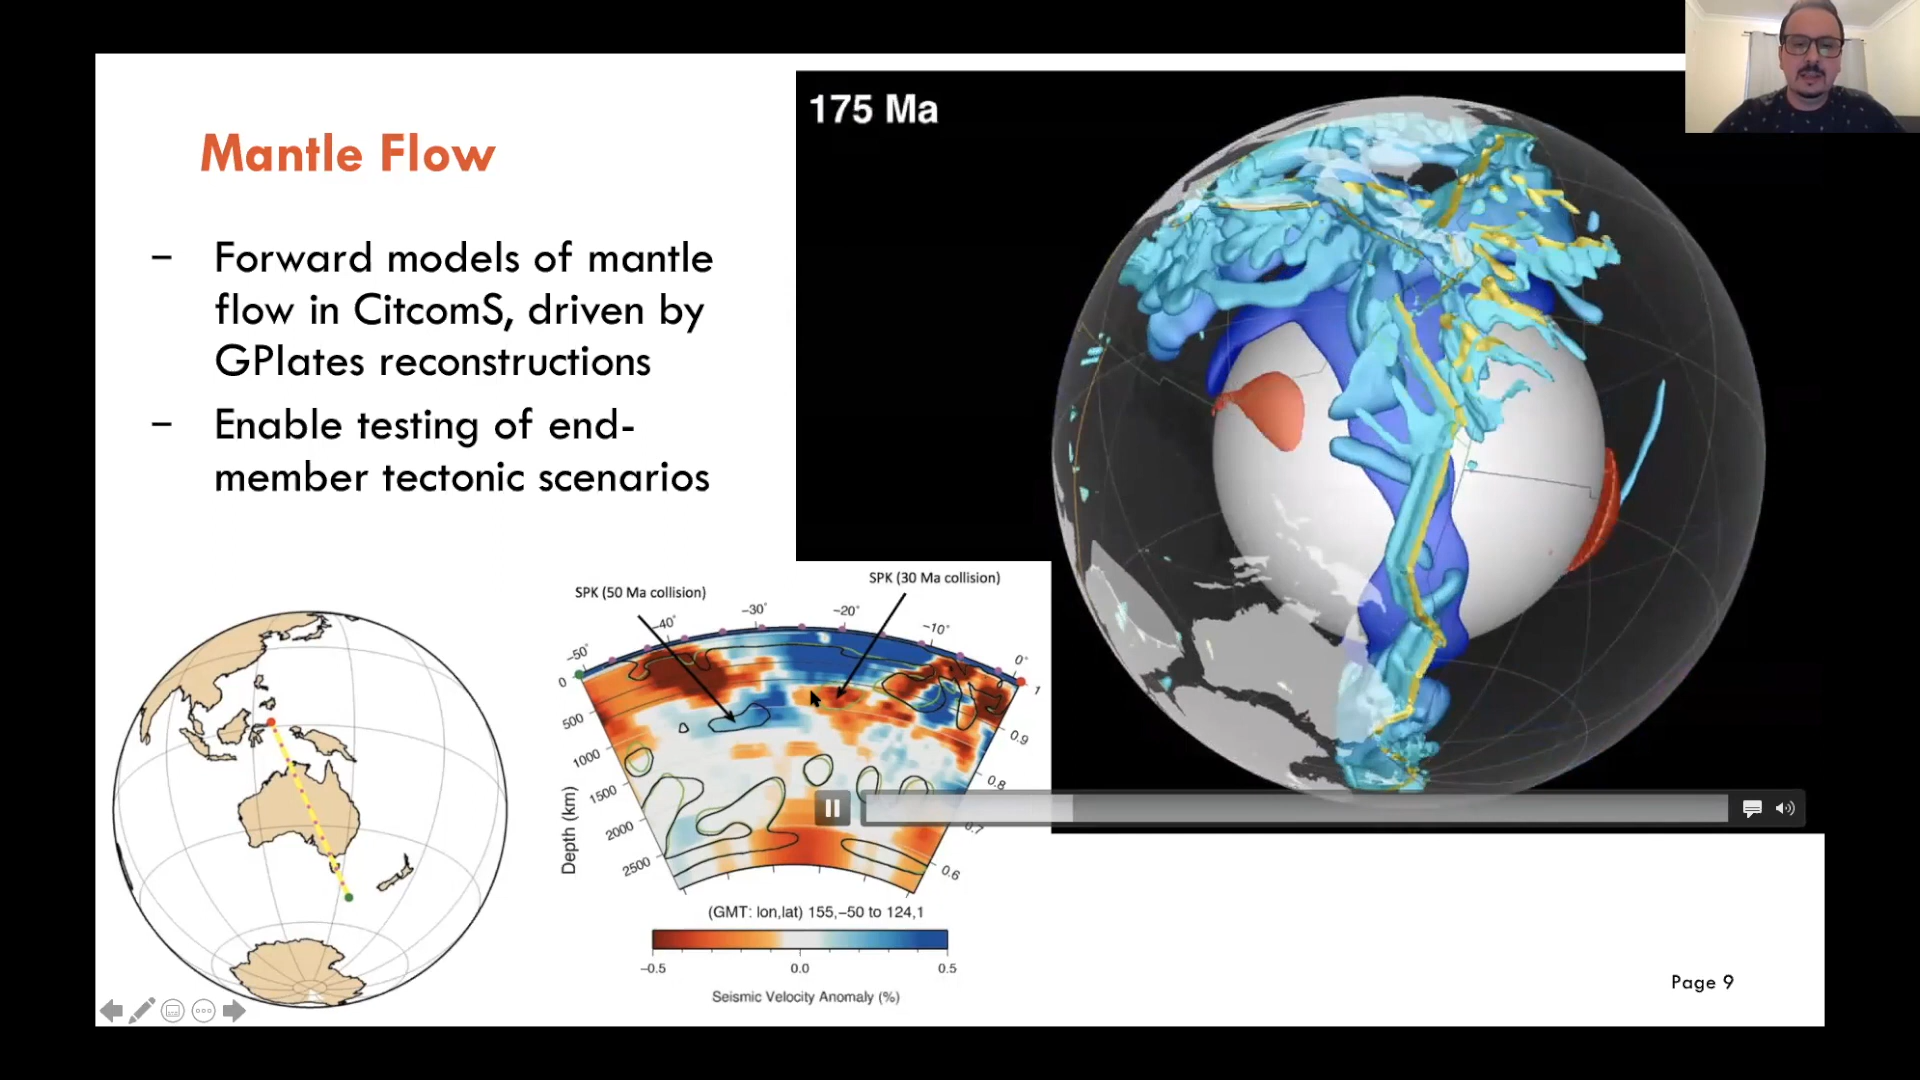 Mantle Flow
– Forward models of mantle
flow in CitcomS, driven by
GPlates reconstructions
– Enable testing of end-
member tectonic scenarios
175 Ma
SPK (50 Ma collision)
SPK (30 Ma collision)
−50°
−40°
−30°
−20°
−10°
0°
0
500
1000
1500
2000
2500
Depth (km)
1
0.9
0.8
0.7
0.6
(GMT: lon,lat) 155,−50 to 124,1
−0.5
0.0
0.5
Seismic Velocity Anomaly (%)
Page 9